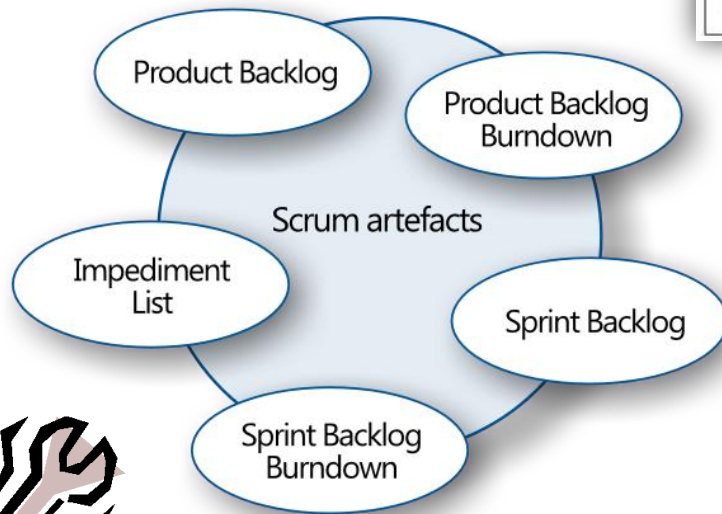 Product Backlog
Product Backlog
Burndown
Scrum artefacts
Impediment
List
Sprint Backlog
Sprint Backlog
Burndown